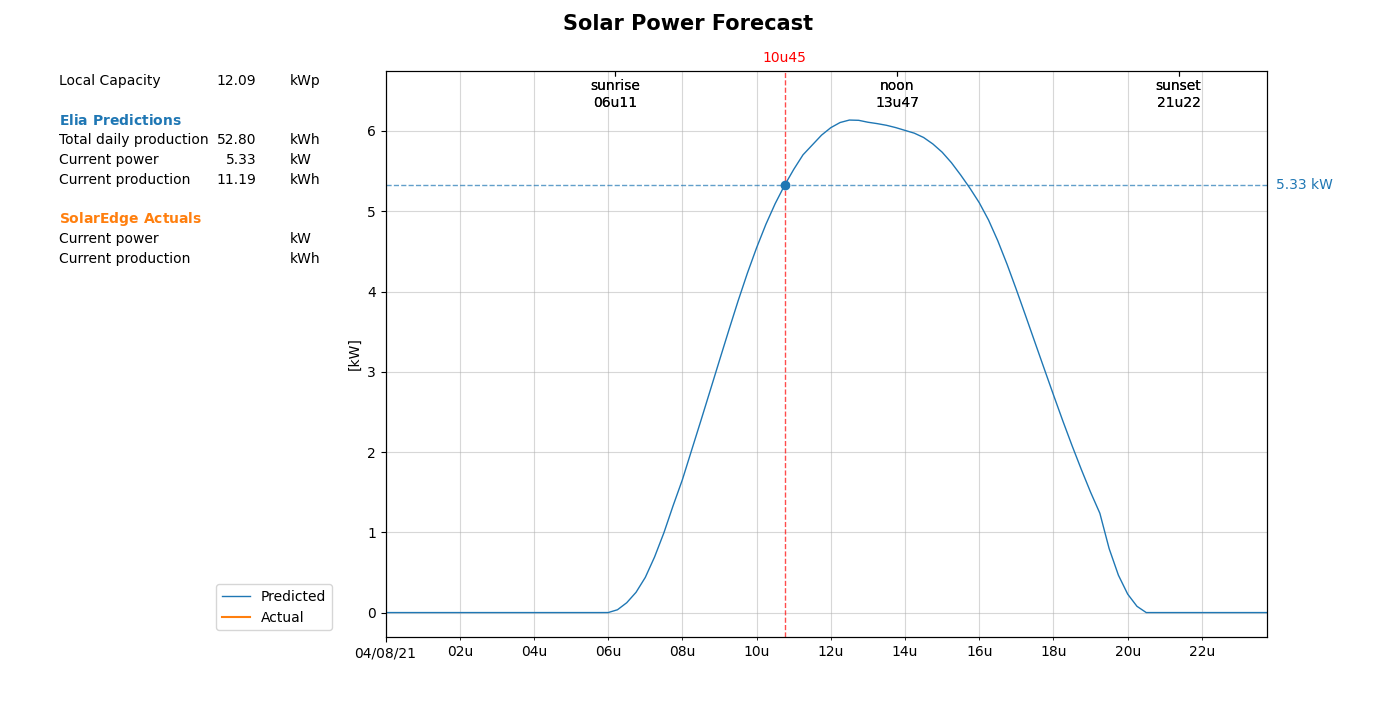 Solar Power Forecast
10u45
Local Capacity 12.09 kWp
Elia Predictions
Total daily production 52.80 kWh
Current power 5.33 kW
Current production 11.19 kWh
SolarEdge Actuals
Current power kW
Current production kWh
sunrise
06u11
noon
13u47
sunset
21u22
5.33 kW
[kW]
6
5
4
3
2
1
0
Predicted
Actual
04/08/21 02u 04u 06u 08u 10u 12u 14u 16u 18u 20u 22u